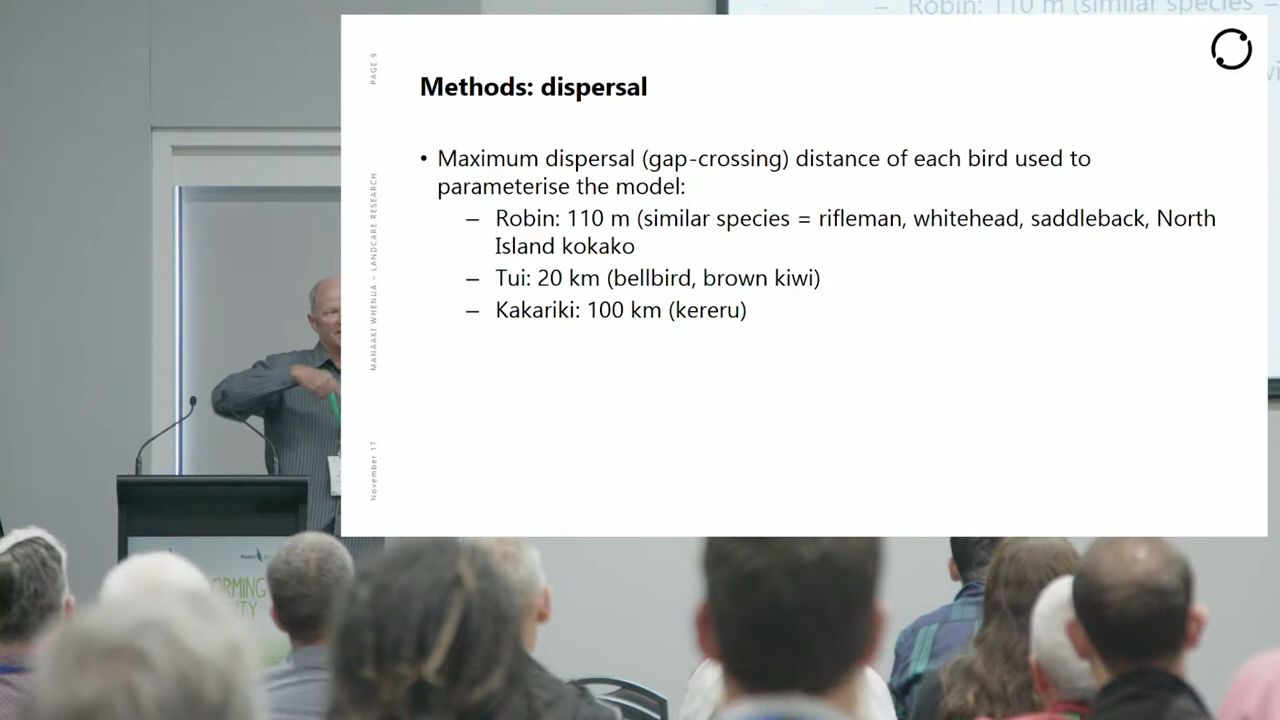 Robin: 110 m (similar species =
PAGE 9
Methods: dispersal
• Maximum dispersal (gap-crossing) distance of each bird used to
parameterise the model:
– Robin: 110 m (similar species = rifleman, whitehead, saddleback, North
Island kokako
– Tui: 20 km (bellbird, brown kiwi)
– Kakariki: 100 km (kereru)
MANAAKI WHENUA – LANDCARE RESEARCH
November 17